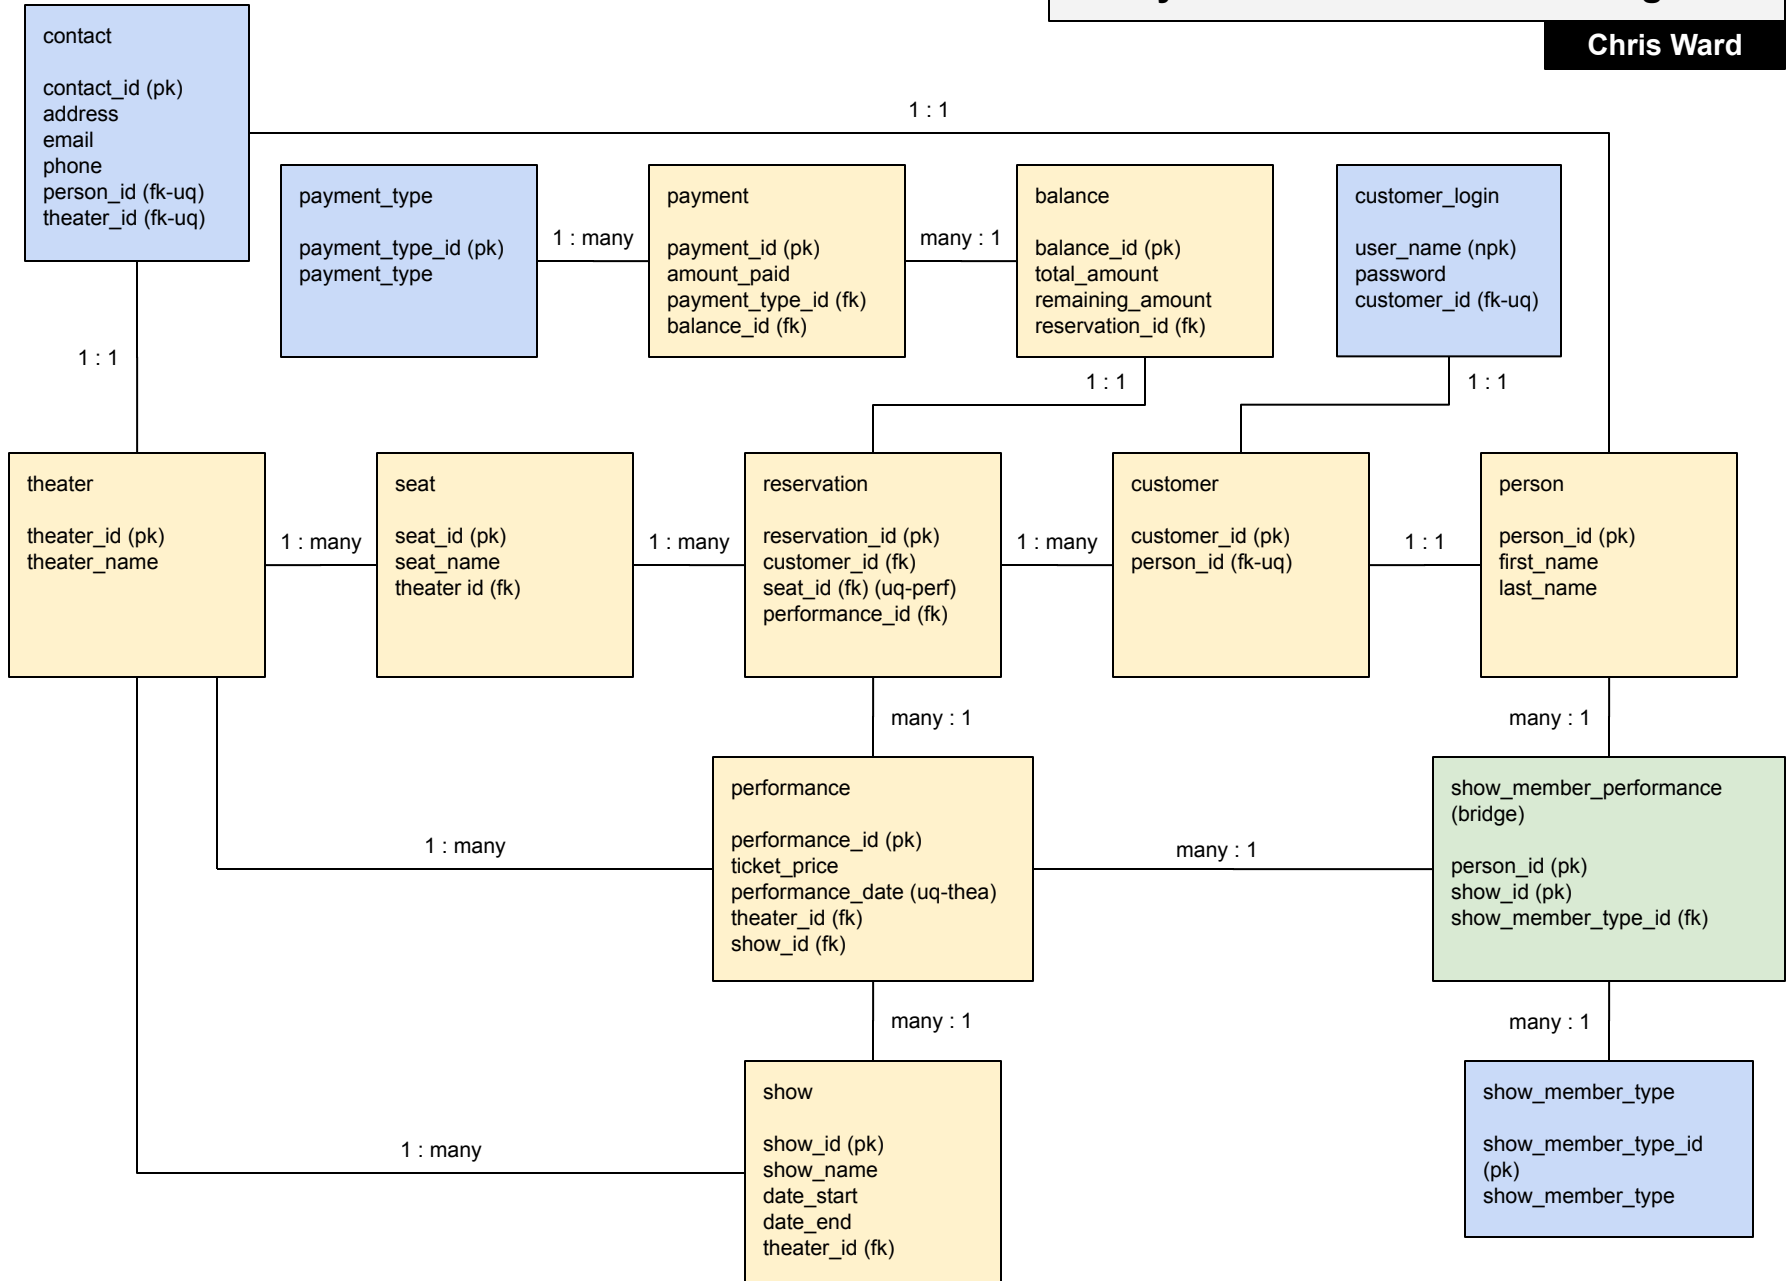 Chris Ward
contact
contact_id (pk)
address
email
phone
person_id (fk-uq)
theater_id (fk-uq)
1 : 1
payment_type
payment_type_id (pk)
payment_type
1 : many
payment
payment_id (pk)
amount_paid
payment_type_id (fk)
balance_id (fk)
many : 1
balance
balance_id (pk)
total_amount
remaining_amount
reservation_id (fk)
customer_login
user_name (npk)
password
customer_id (fk-uq)
1 : 1
1 : 1
1 : 1
theater
theater_id (pk)
theater_name
1 : many
seat
seat_id (pk)
seat_name
theater id (fk)
1 : many
reservation
reservation_id (pk)
customer_id (fk)
seat_id (fk) (uq-perf)
performance_id (fk)
1 : many
customer
customer_id (pk)
person_id (fk-uq)
1 : 1
person
person_id (pk)
first_name
last_name
many : 1
many : 1
1 : many
performance
performance_id (pk)
ticket_price
performance_date (uq-thea)
theater_id (fk)
show_id (fk)
many : 1
show_member_performance
(bridge)
person_id (pk)
show_id (pk)
show_member_type_id (fk)
many : 1
many : 1
1 : many
show
show_id (pk)
show_name
date_start
date_end
theater_id (fk)
show_member_type
show_member_type_id
(pk)
show_member_type